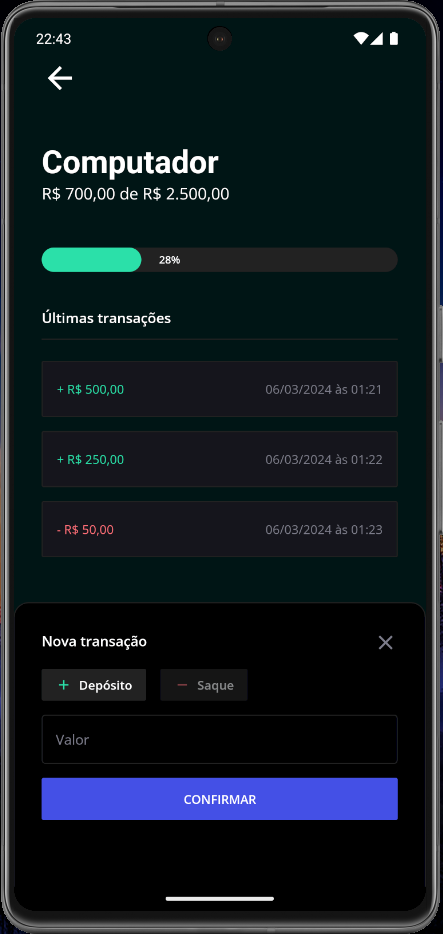 22:43
Computador
R$ 700,00 de R$ 2.500,00
28%
Últimas transações
+ R$ 500,00 06/03/2024 às 01:21
+ R$ 250,00 06/03/2024 às 01:22
- R$ 50,00 06/03/2024 às 01:23
Nova transação
+ Depósito − Saque
Valor
CONFIRMAR